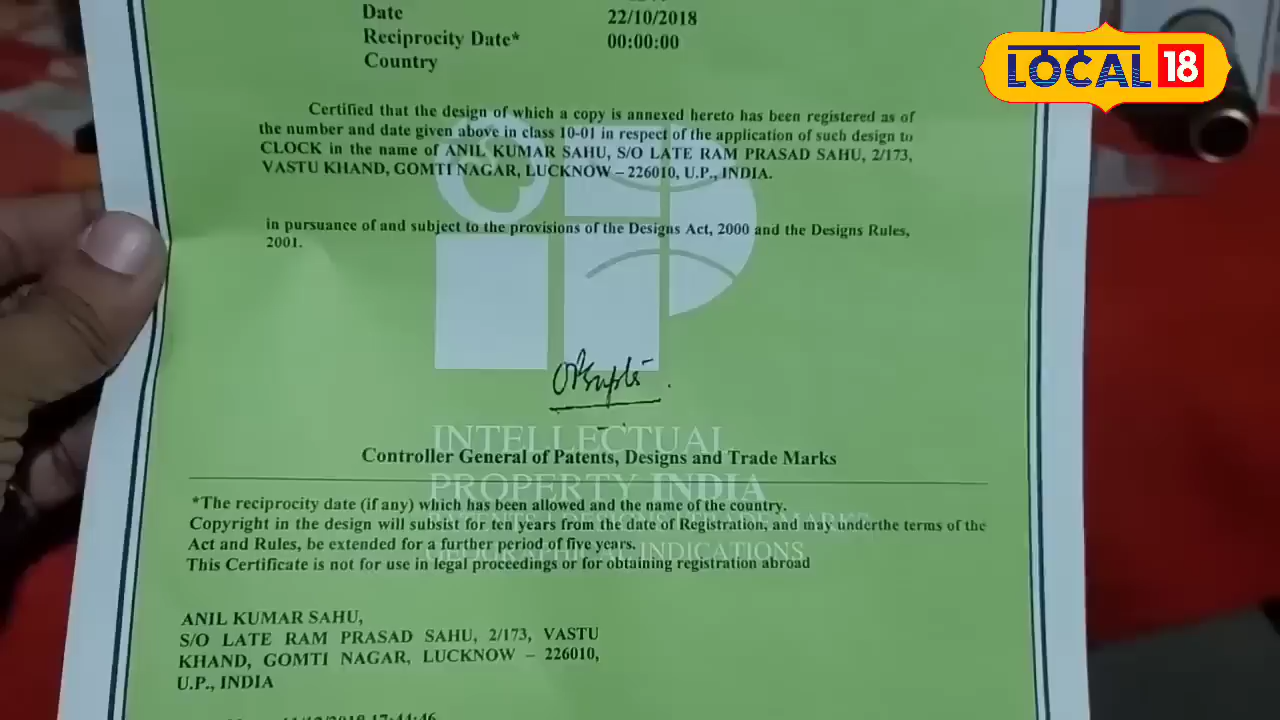 Date 22/10/2018
Reciprocity Date* 00:00:00
Country
LOCAL 18
Certified that the design of which a copy is annexed hereto has been registered as of
the number and date given above in class 10-01 in respect of the application of such design to
CLOCK in the name of ANIL KUMAR SAHU, S/O LATE RAM PRASAD SAHU, 2/173,
VASTU KHAND, GOMTI NAGAR, LUCKNOW – 226010, U.P., INDIA.
in pursuance of and subject to the provisions of the Designs Act, 2000 and the Designs Rules,
2001.
INTELLECTUAL
Controller General of Patents, Designs and Trade Marks
PROPERTY INDIA
*The reciprocity date (if any) which has been allowed and the name of the country.
Copyright in the design will subsist for ten years from the date of Registration, and may underthe terms of the
Act and Rules, be extended for a further period of five years.
GEOGRAPHICAL INDICATIONS
This Certificate is not for use in legal proceedings or for obtaining registration abroad
ANIL KUMAR SAHU,
S/O LATE RAM PRASAD SAHU, 2/173, VASTU
KHAND, GOMTI NAGAR, LUCKNOW – 226010,
U.P., INDIA